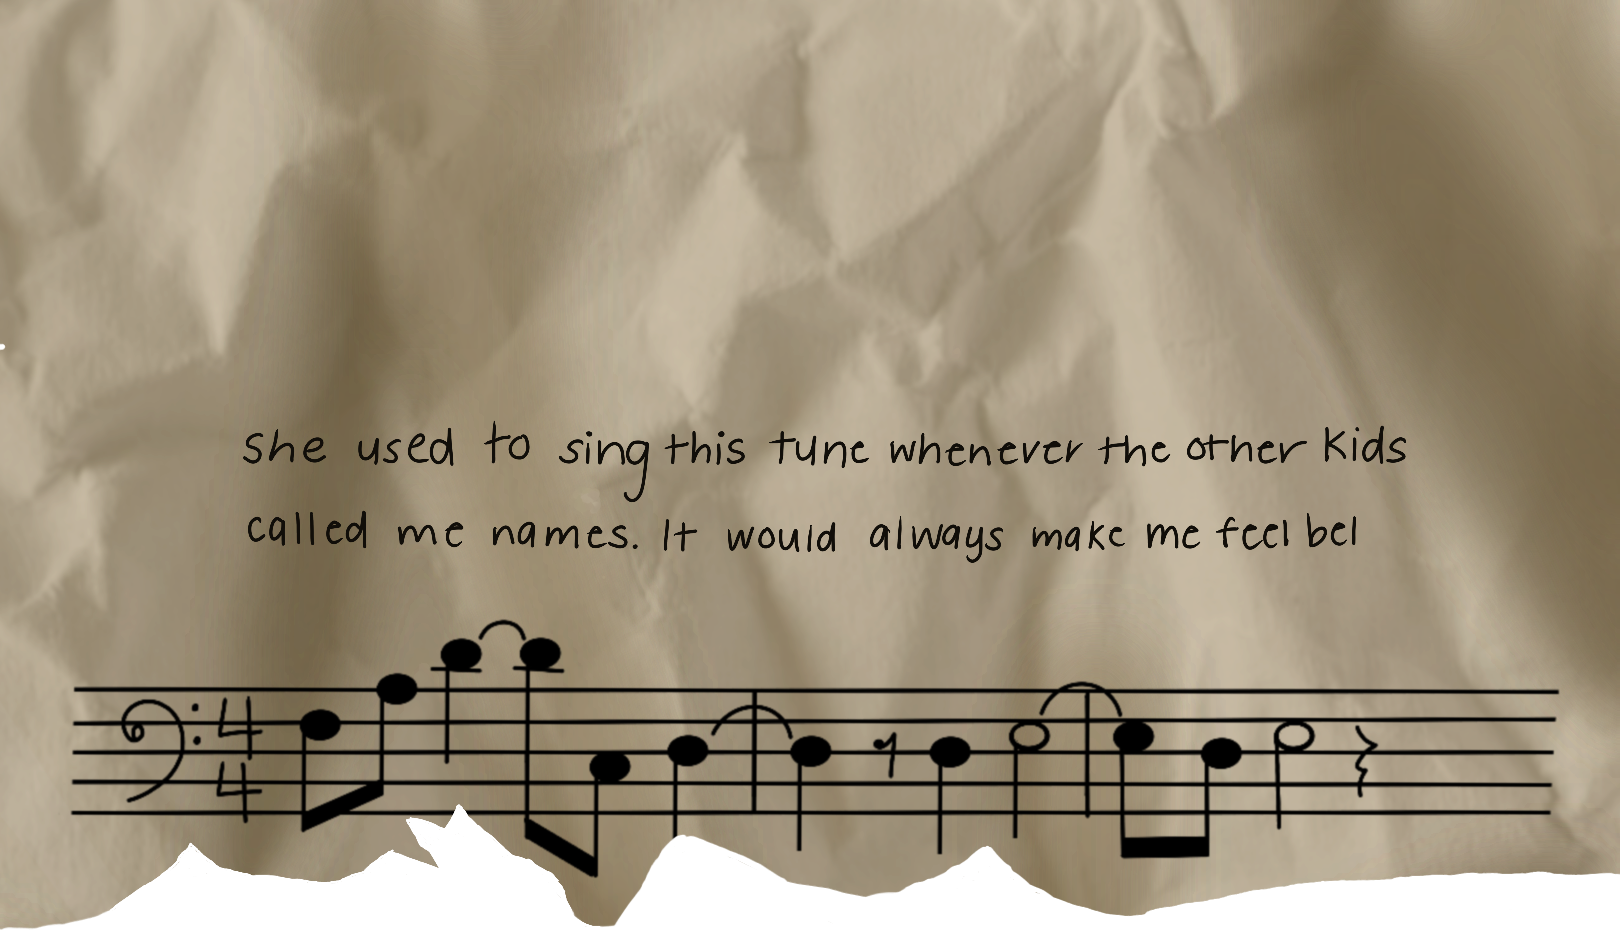 She used to sing this tune whenever the other kids
called me names. It would always make me feel bel
4
4